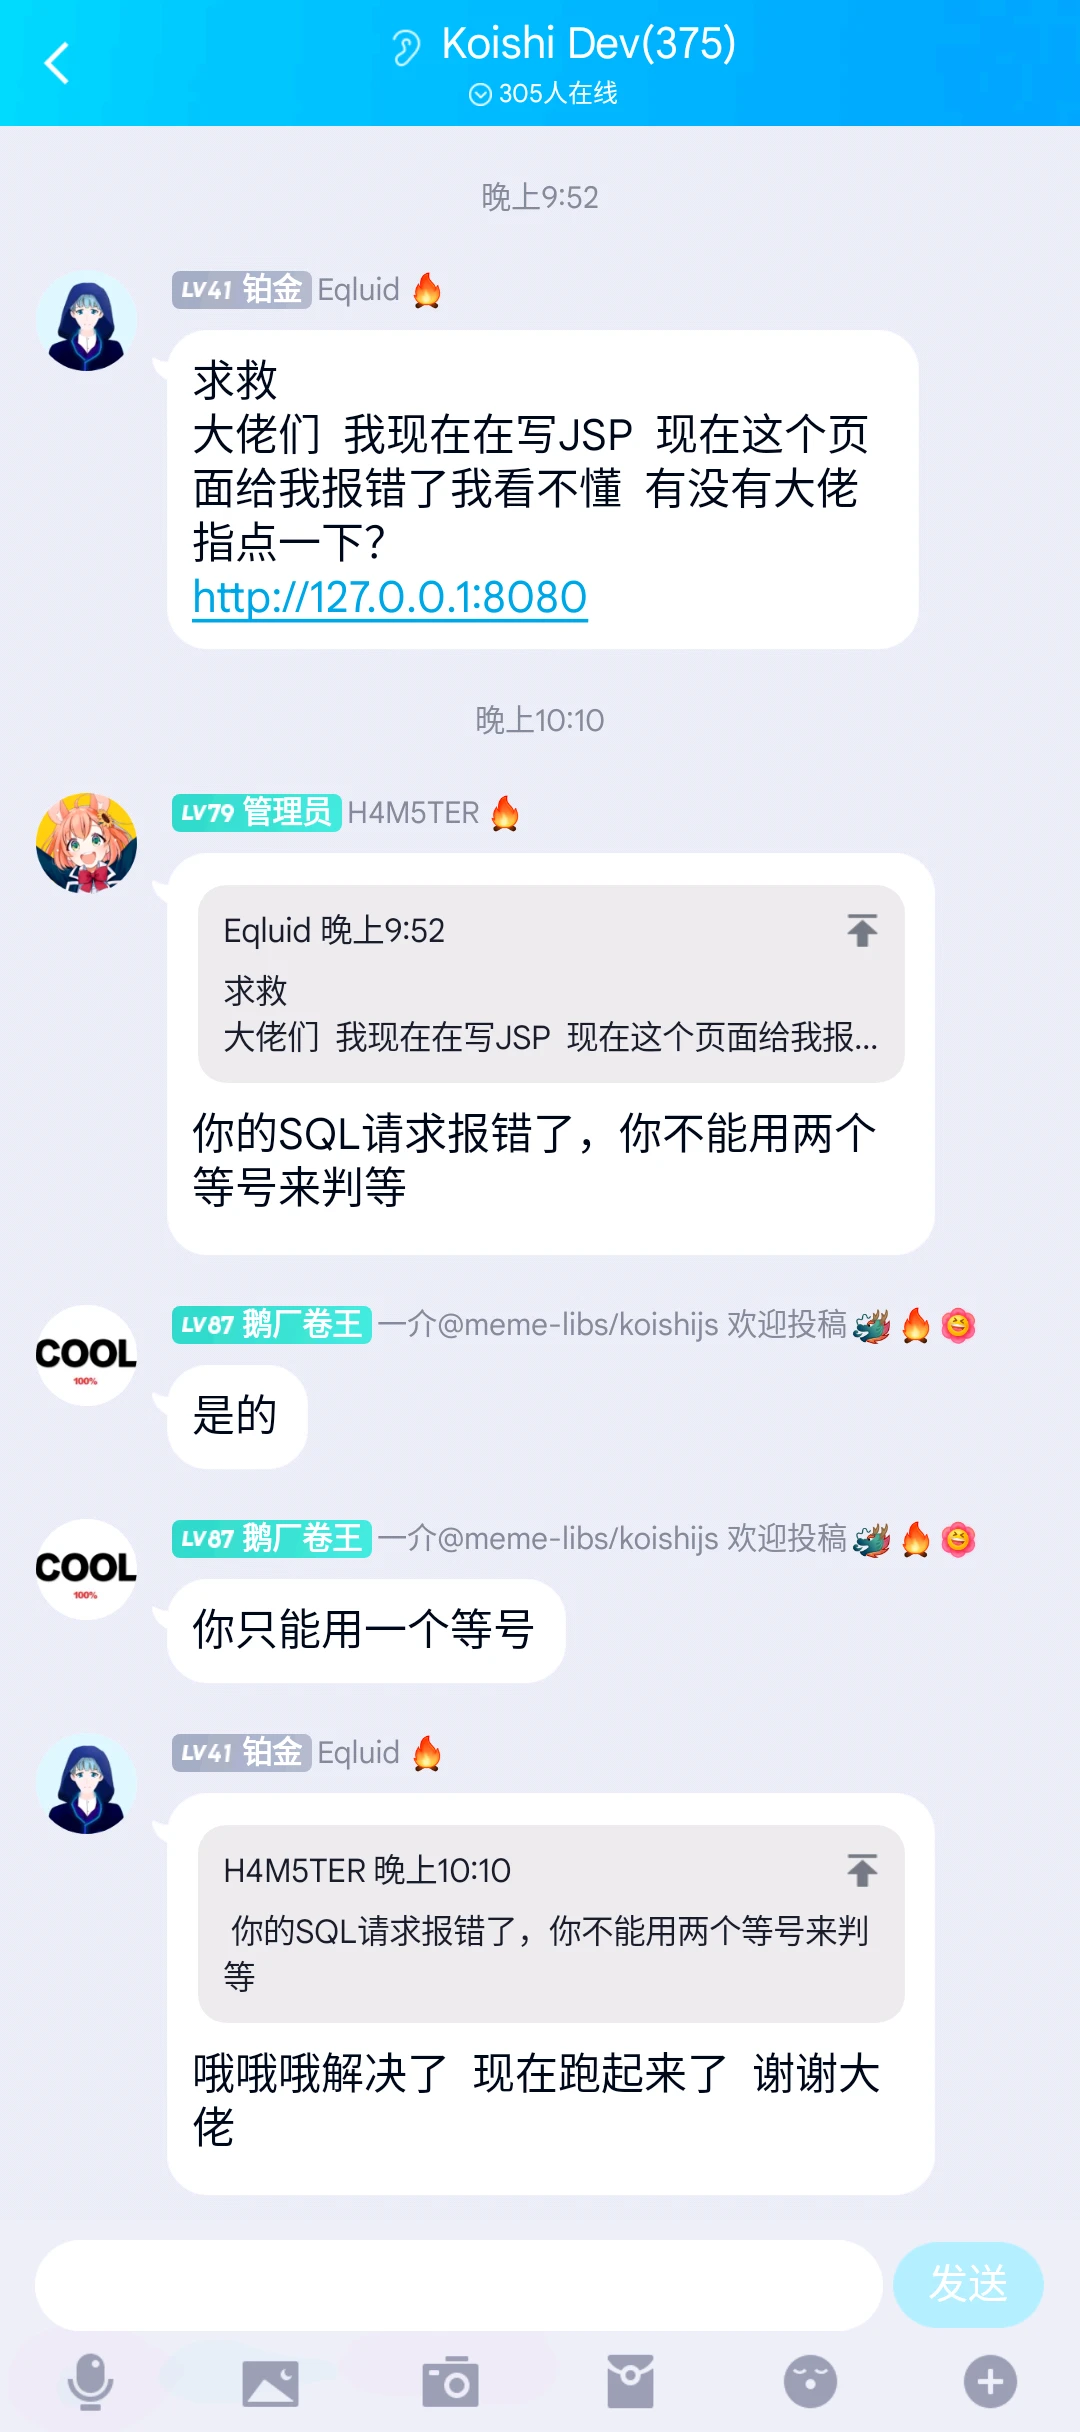 Koishi Dev(375)
305人在线
晚上9:52
LV41 铂金 Eqluid
求救
大佬们 我现在在写JSP 现在这个页
面给我报错了我看不懂 有没有大佬
指点一下？
http://127.0.0.1:8080
晚上10:10
LV79 管理员 H4M5TER
Eqluid 晚上9:52
求救
大佬们 我现在在写JSP 现在这个页面给我报...
你的SQL请求报错了，你不能用两个
等号来判等
COOL
100%
LV87 鹅厂卷王 一介@meme-libs/koishijs 欢迎投稿
是的
COOL
100%
LV87 鹅厂卷王 一介@meme-libs/koishijs 欢迎投稿
你只能用一个等号
LV41 铂金 Eqluid
H4M5TER 晚上10:10
你的SQL请求报错了，你不能用两个等号来判
等
哦哦哦解决了 现在跑起来了 谢谢大
佬
发送